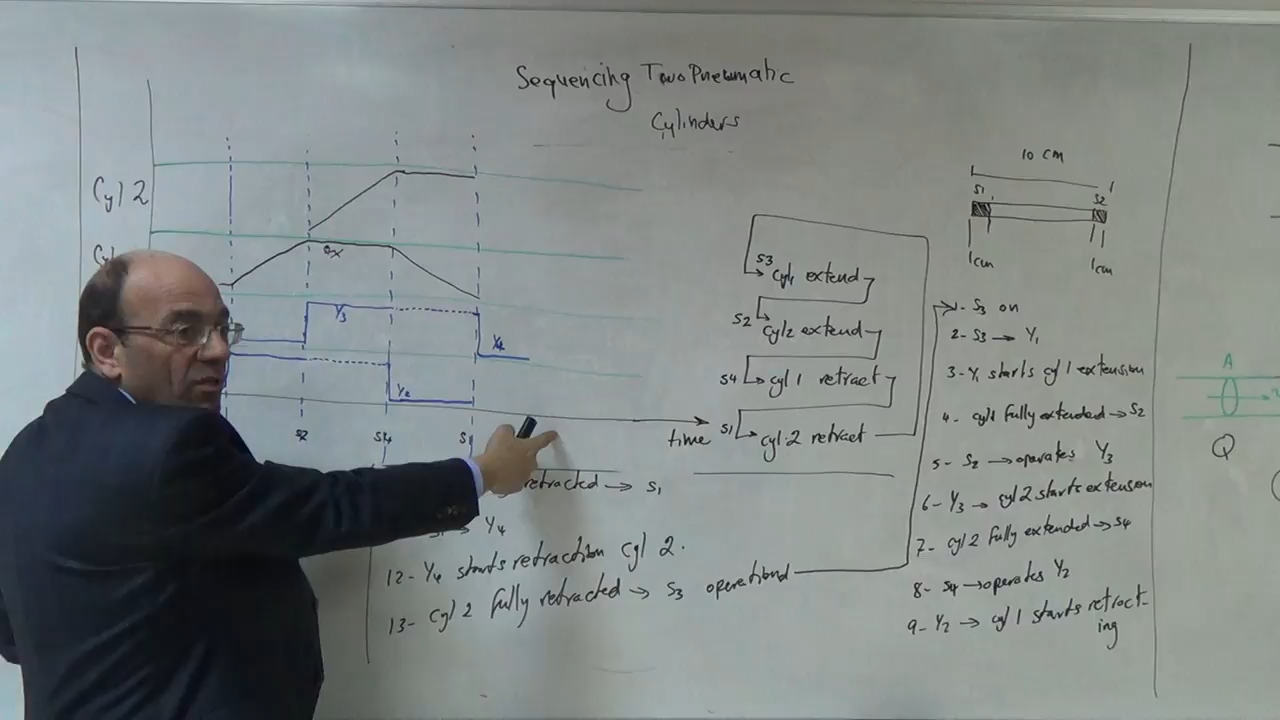 Sequencing Two Pneumatic
Cylinders
Cyl 2
Y3
Y4
Y2
S2
S4
time
S3
Cyl 1 extend
S2
Cyl 2 extend
S4
Cyl 1 retract
S1
Cyl 2 retract
10 cm
S1
S2
1cm
1cm
1- S3 on
2- S3 → Y1
3- Y1 starts cyl 1 extension
4- cyl 1 fully extended → S2
5- S2 → operates Y3
6- Y3 → cyl 2 starts extension
7- cyl 2 fully extended → S4
8- S4 → operates Y2
9- Y2 → cyl 1 starts retract-
ing
retracted → S1
→ Y4
12- Y4 starts retraction Cyl 2.
13- Cyl 2 fully retracted → S3 operational
A
Q